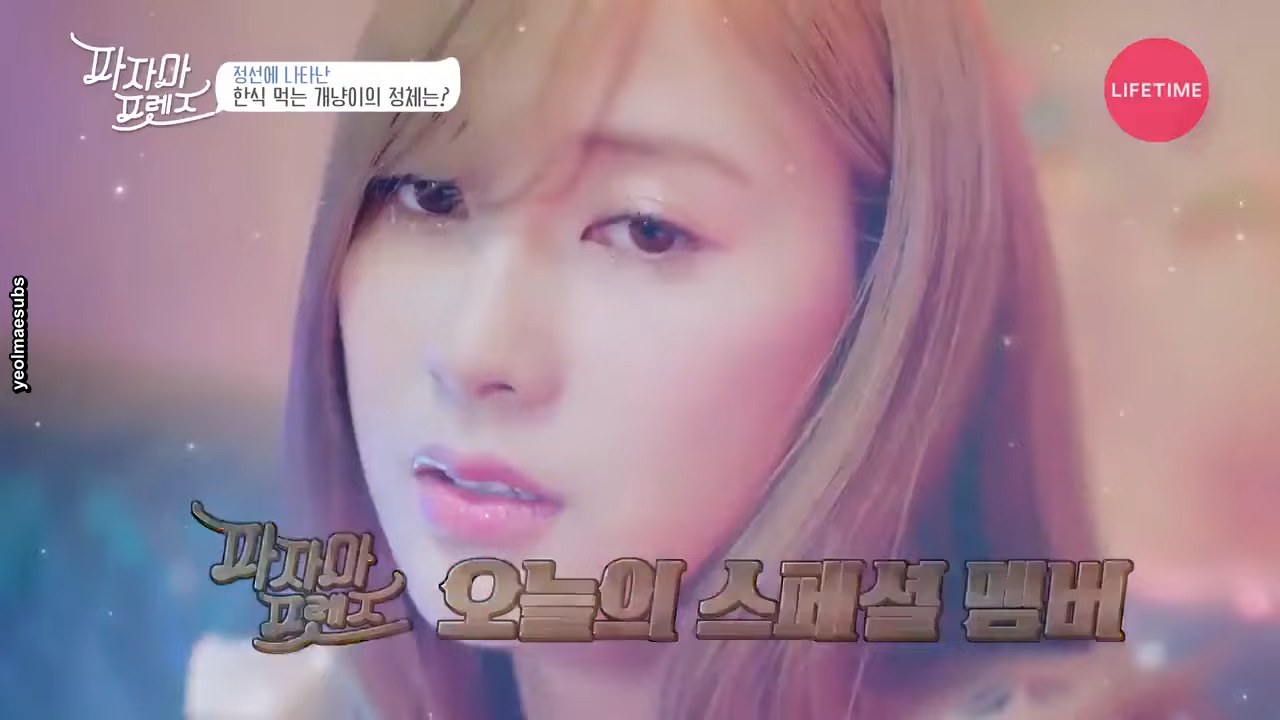 파자마
프렌즈
정선에 나타난
한식 먹는 개냥이의 정체는?
LIFETIME
yeolmaesubs
파자마
프렌즈
오늘의 스페셜 멤버